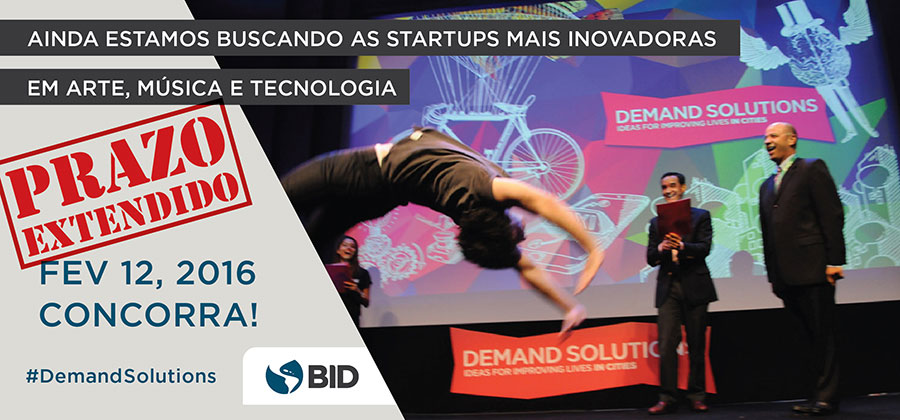 AINDA ESTAMOS BUSCANDO AS STARTUPS MAIS INOVADORAS
EM ARTE, MÚSICA E TECNOLOGIA
PRAZO
EXTENDIDO
FEV 12, 2016
CONCORRA!
#DemandSolutions
BID
DEMAND SOLUTIONS
IDEAS FOR IMPROVING LIVES IN CITIES
DEMAND SOLUTIONS
IDEAS FOR IMPROVING LIVES IN CITIES